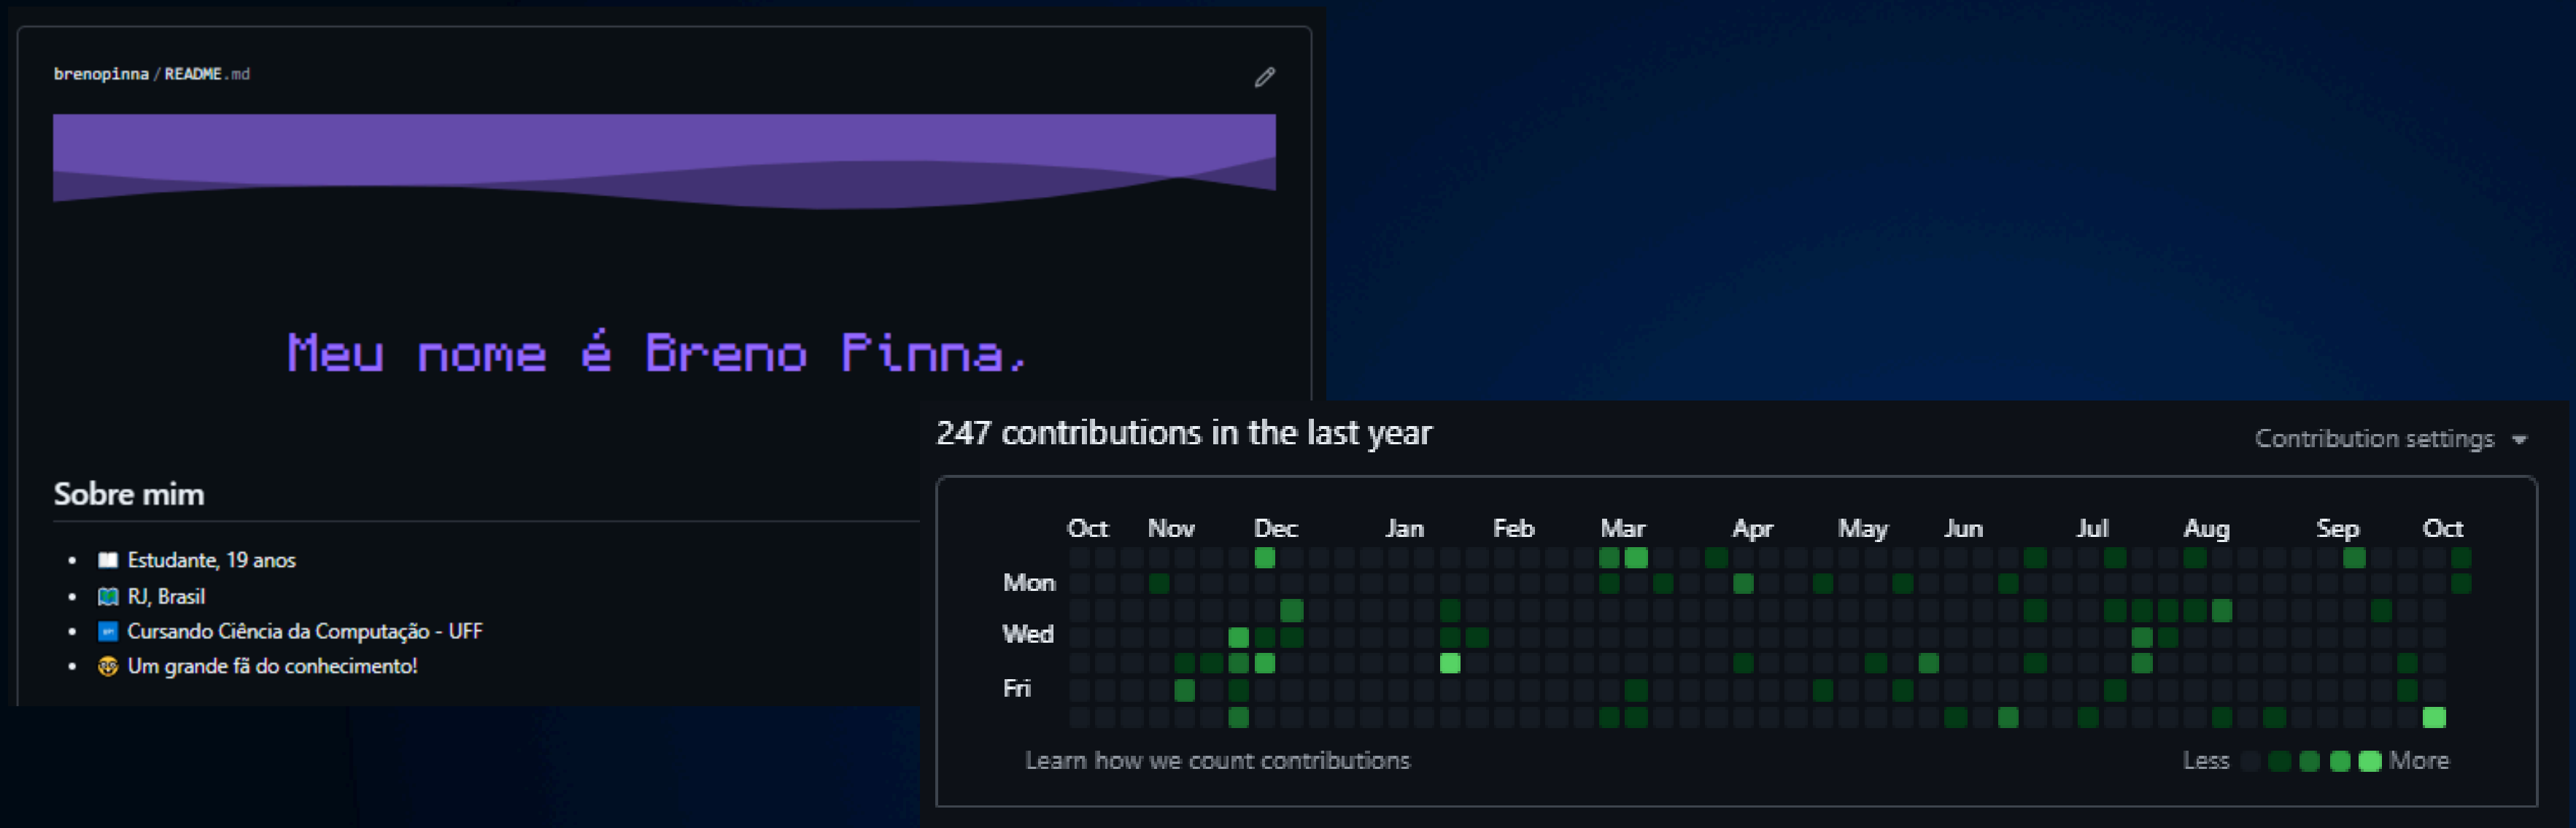 brenopinna/README.md
Meu nome é Breno Pinna,
Sobre mim
Estudante, 19 anos
RJ, Brasil
Cursando Ciência da Computação - UFF
Um grande fã do conhecimento!
247 contributions in the last year
Contribution settings
Oct Nov Dec Jan Feb Mar Apr May Jun Jul Aug Sep Oct
Mon
Wed
Fri
Learn how we count contributions
Less More